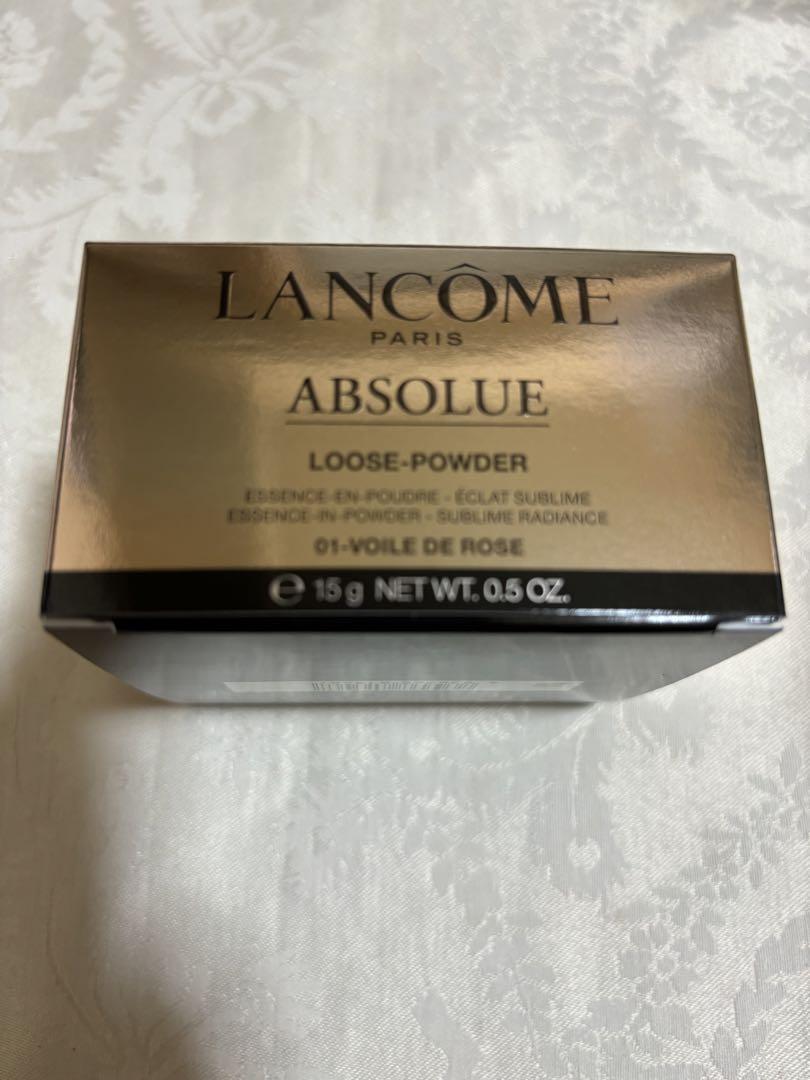 LANCÔME
PARIS
ABSOLUE
LOOSE-POWDER
ESSENCE-EN-POUDRE - ÉCLAT SUBLIME
ESSENCE-IN-POWDER - SUBLIME RADIANCE
01-VOILE DE ROSE
℮ 15 g NET WT. 0.5 OZ.